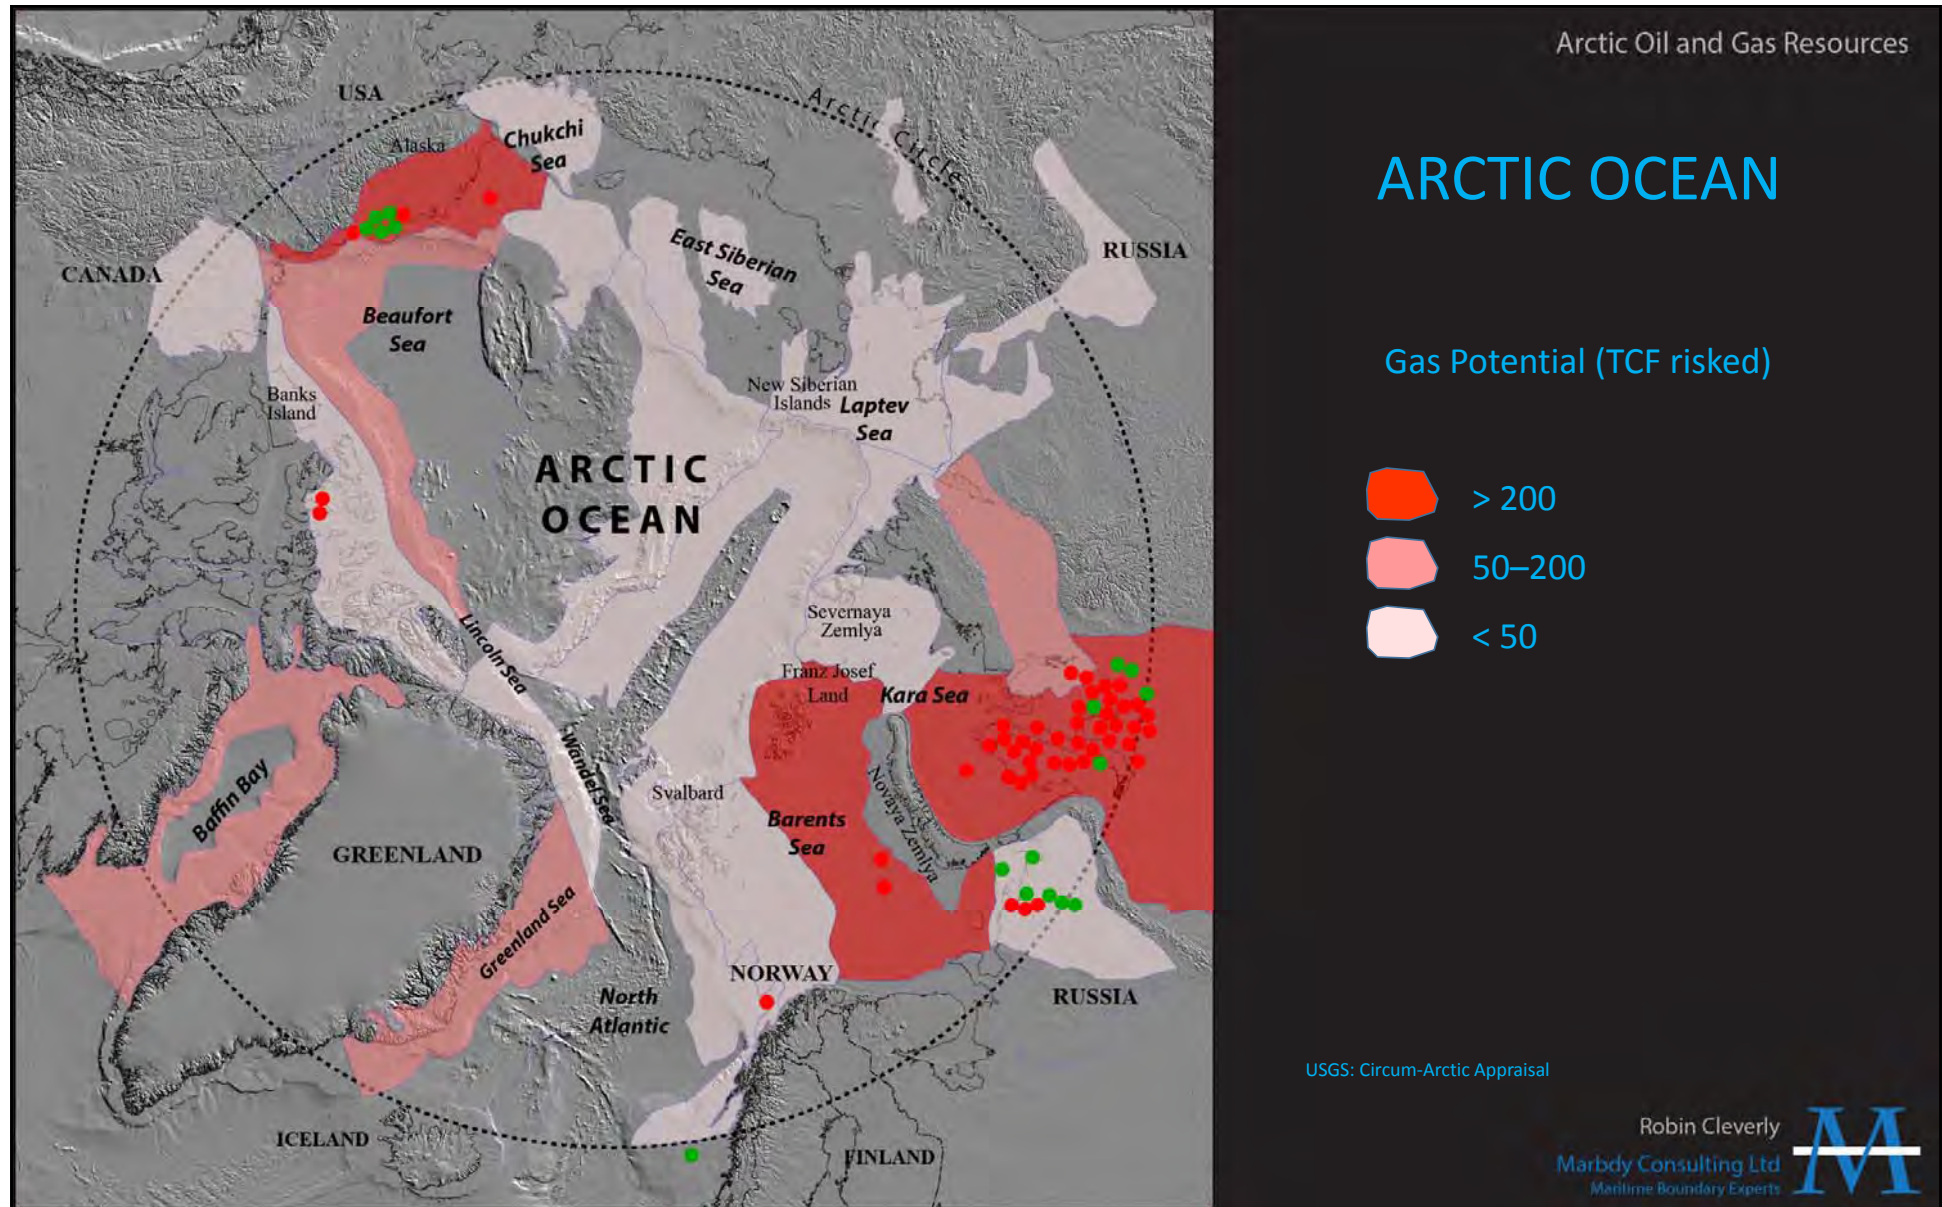 Arctic Oil and Gas Resources
ARCTIC OCEAN
Gas Potential (TCF risked)
> 200
50–200
< 50
USGS: Circum-Arctic Appraisal
Robin Cleverly
Marbdy Consulting Ltd
Maritime Boundary Experts
USA
Arctic Circle
Chukchi
Sea
Alaska
East Siberian
Sea
RUSSIA
CANADA
Beaufort
Sea
Banks
Island
New Siberian
Islands
Laptev
Sea
ARCTIC
OCEAN
Severnaya
Zemlya
Lincoln Sea
Franz Josef
Land
Kara Sea
Wandel Sea
Baffin Bay
Svalbard
Novaya Zemlya
Barents
Sea
GREENLAND
Greenland Sea
NORWAY
North
Atlantic
RUSSIA
ICELAND
FINLAND